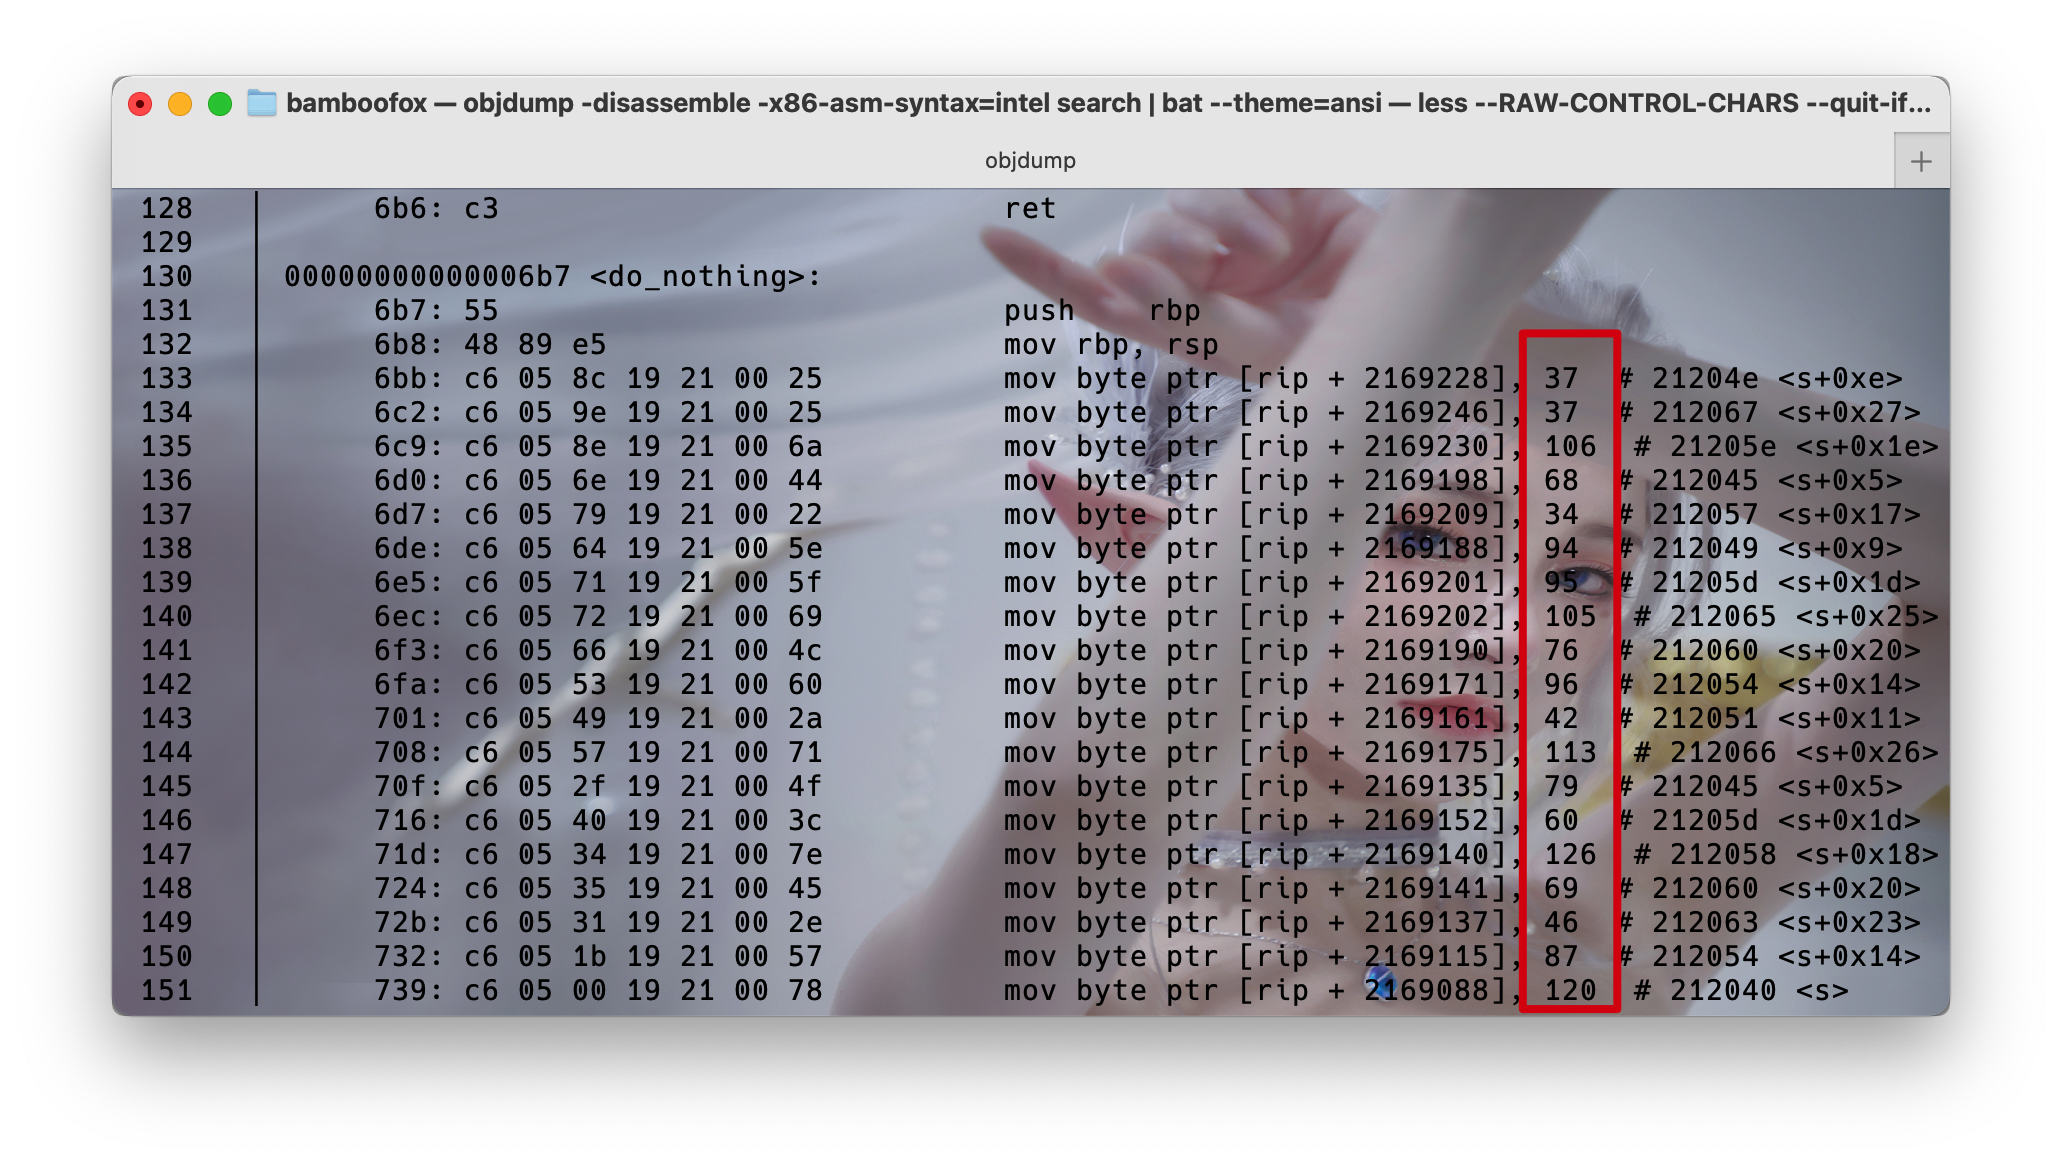 bamboofox — objdump -disassemble -x86-asm-syntax=intel search | bat --theme=ansi — less --RAW-CONTROL-CHARS --quit-if...
objdump
128 6b6: c3 ret
129
130 00000000000006b7 <do_nothing>:
131 6b7: 55 push rbp
132 6b8: 48 89 e5 mov rbp, rsp
133 6bb: c6 05 8c 19 21 00 25 mov byte ptr [rip + 2169228], 37 # 21204e <s+0xe>
134 6c2: c6 05 9e 19 21 00 25 mov byte ptr [rip + 2169246], 37 # 212067 <s+0x27>
135 6c9: c6 05 8e 19 21 00 6a mov byte ptr [rip + 2169230], 106 # 21205e <s+0x1e>
136 6d0: c6 05 6e 19 21 00 44 mov byte ptr [rip + 2169198], 68 # 212045 <s+0x5>
137 6d7: c6 05 79 19 21 00 22 mov byte ptr [rip + 2169209], 34 # 212057 <s+0x17>
138 6de: c6 05 64 19 21 00 5e mov byte ptr [rip + 2169188], 94 # 212049 <s+0x9>
139 6e5: c6 05 71 19 21 00 5f mov byte ptr [rip + 2169201], 95 # 21205d <s+0x1d>
140 6ec: c6 05 72 19 21 00 69 mov byte ptr [rip + 2169202], 105 # 212065 <s+0x25>
141 6f3: c6 05 66 19 21 00 4c mov byte ptr [rip + 2169190], 76 # 212060 <s+0x20>
142 6fa: c6 05 53 19 21 00 60 mov byte ptr [rip + 2169171], 96 # 212054 <s+0x14>
143 701: c6 05 49 19 21 00 2a mov byte ptr [rip + 2169161], 42 # 212051 <s+0x11>
144 708: c6 05 57 19 21 00 71 mov byte ptr [rip + 2169175], 113 # 212066 <s+0x26>
145 70f: c6 05 2f 19 21 00 4f mov byte ptr [rip + 2169135], 79 # 212045 <s+0x5>
146 716: c6 05 40 19 21 00 3c mov byte ptr [rip + 2169152], 60 # 21205d <s+0x1d>
147 71d: c6 05 34 19 21 00 7e mov byte ptr [rip + 2169140], 126 # 212058 <s+0x18>
148 724: c6 05 35 19 21 00 45 mov byte ptr [rip + 2169141], 69 # 212060 <s+0x20>
149 72b: c6 05 31 19 21 00 2e mov byte ptr [rip + 2169137], 46 # 212063 <s+0x23>
150 732: c6 05 1b 19 21 00 57 mov byte ptr [rip + 2169115], 87 # 212054 <s+0x14>
151 739: c6 05 00 19 21 00 78 mov byte ptr [rip + 2169088], 120 # 212040 <s>